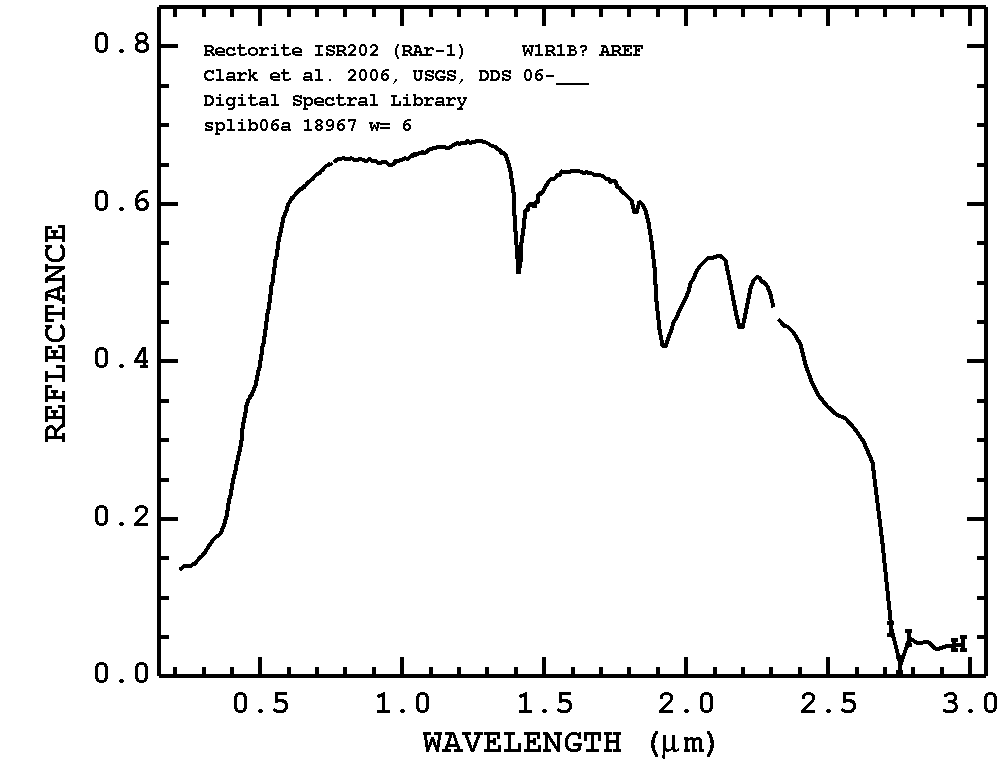 Rectorite ISR202 (RAr-1) W1R1B? AREF
Clark et al. 2006, USGS, DDS 06-___
Digital Spectral Library
splib06a 18967 w= 6
0.8
0.6
0.4
0.2
0.0
REFLECTANCE
0.5 1.0 1.5 2.0 2.5 3.0
WAVELENGTH (μm)